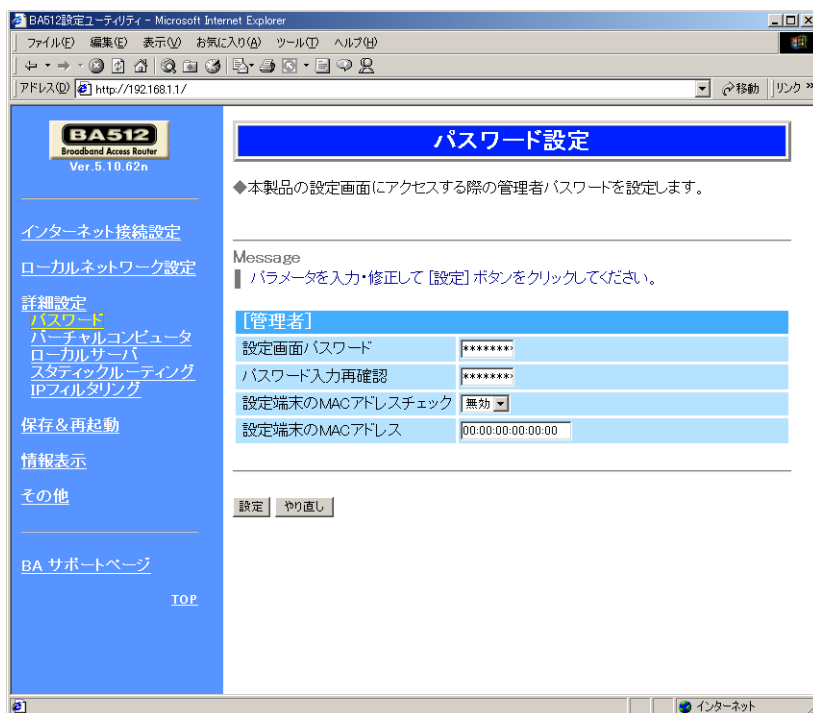 BA512設定ユーティリティ - Microsoft Internet Explorer
ファイル(F) 編集(E) 表示(V) お気に入り(A) ツール(T) ヘルプ(H)
アドレス(D) http://192.168.1.1/ 移動 リンク »
BA512
Broadband Access Router
Ver.5.10.62n
インターネット接続設定
ローカルネットワーク設定
詳細設定
パスワード
バーチャルコンピュータ
ローカルサーバ
スタティックルーティング
IPフィルタリング
保存&再起動
情報表示
その他
BA サポートページ
TOP
パスワード設定
◆本製品の設定画面にアクセスする際の管理者パスワードを設定します。
Message
パラメータを入力・修正して [設定] ボタンをクリックしてください。
[管理者]
設定画面パスワード ********
パスワード入力再確認 ********
設定端末のMACアドレスチェック 無効
設定端末のMACアドレス 00:00:00:00:00:00
設定 やり直し
インターネット